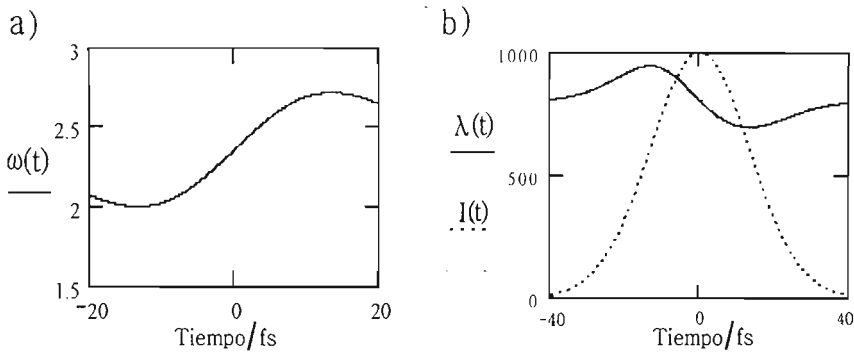 a)
3
2.5
ω(t)
2
1.5
-20
0
20
Tiempo/fs
b)
1000
λ(t)
500
I(t)
0
-40
0
40
Tiempo/fs